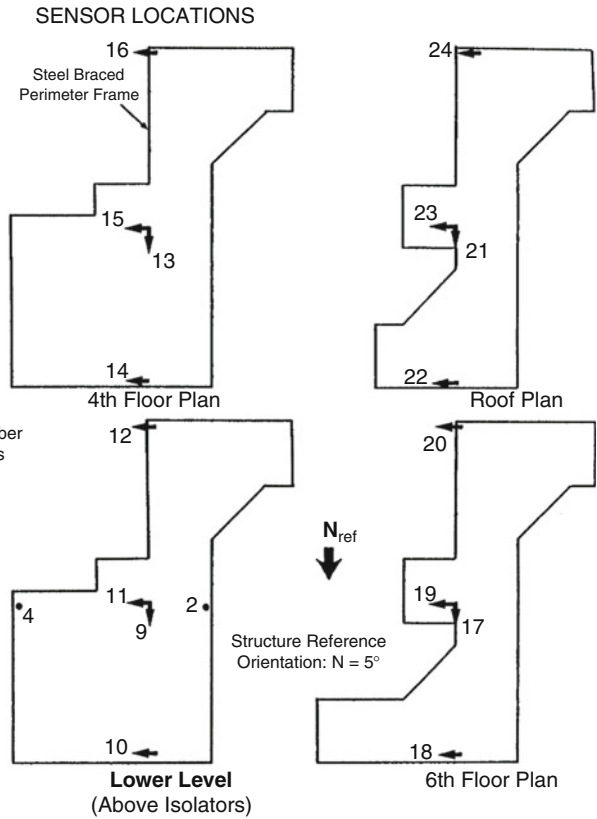 SENSOR LOCATIONS
16
Steel Braced
Perimeter Frame
15
13
14
4th Floor Plan
24
23
21
22
Roof Plan
ber
s
12
11
9
4
2
10
Lower Level
(Above Isolators)
N ref
Structure Reference
Orientation: N = 5°
20
19
17
18
6th Floor Plan